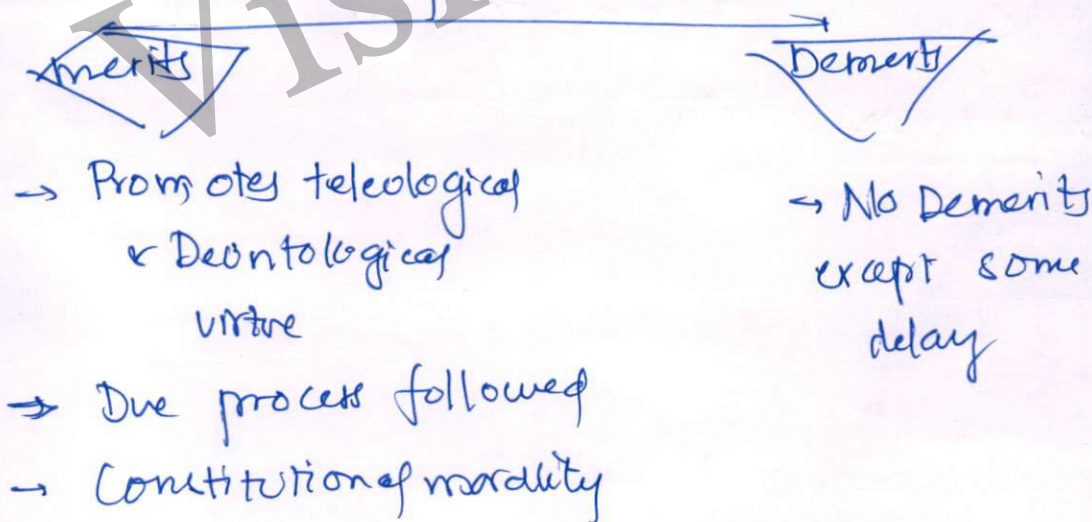 merits
Demerits
→ Promotes teleological
& Deontological
virtue
→ Due process followed
→ Constitutional morality
→ No Demerits
except some
delay